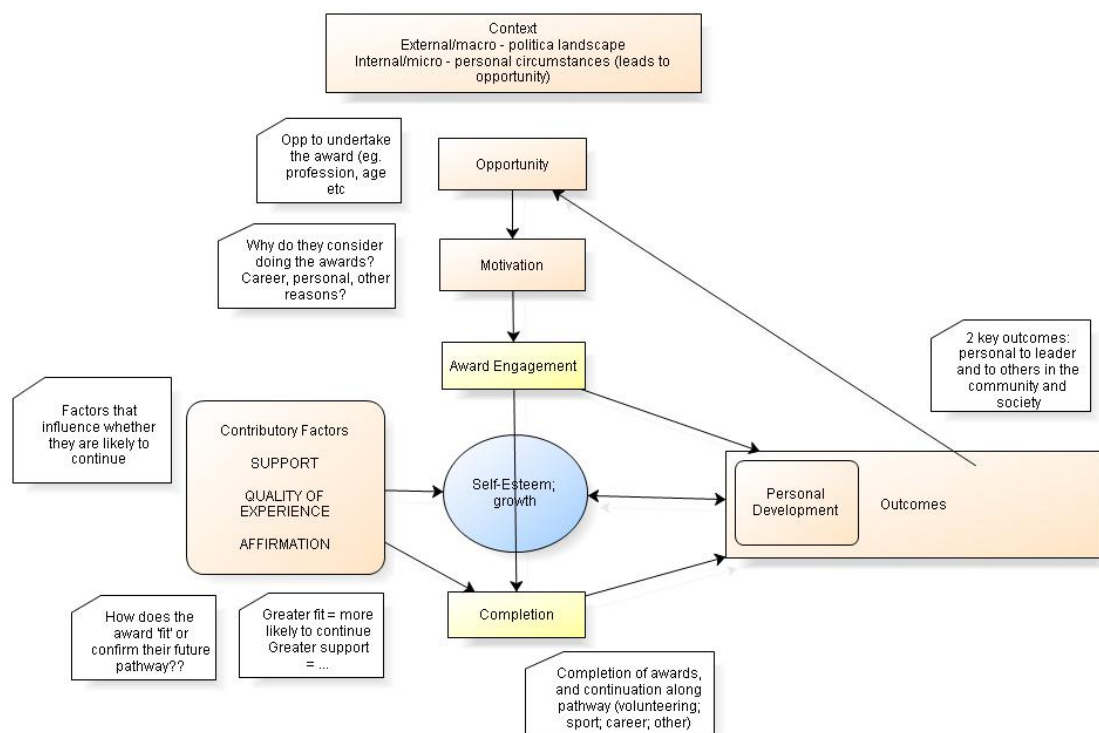 Context
External/macro - politica landscape
Internal/micro - personal circumstances (leads to
opportunity)
Opp to undertake
the award (eg.
profession, age
etc
Opportunity
Why do they consider
doing the awards?
Career, personal, other
reasons?
Motivation
Award Engagement
2 key outcomes:
personal to leader
and to others in the
community and
society
Factors that
influence whether
they are likely to
continue
Contributory Factors
SUPPORT
QUALITY OF
EXPERIENCE
AFFIRMATION
Self-Esteem;
growth
Personal
Development
Outcomes
How does the
award 'fit' or
confirm their future
pathway??
Greater fit = more
likely to continue
Greater support
= ...
Completion
Completion of awards,
and continuation along
pathway (volunteering;
sport; career; other)